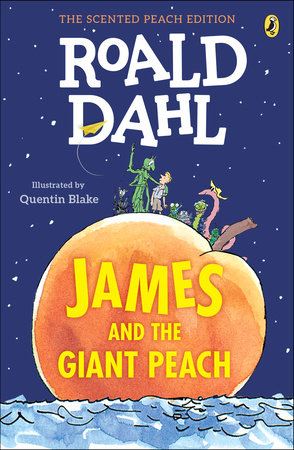 THE SCENTED PEACH EDITION
ROALD
DAHL
Illustrated by
Quentin Blake
JAMES
AND THE
GIANT PEACH